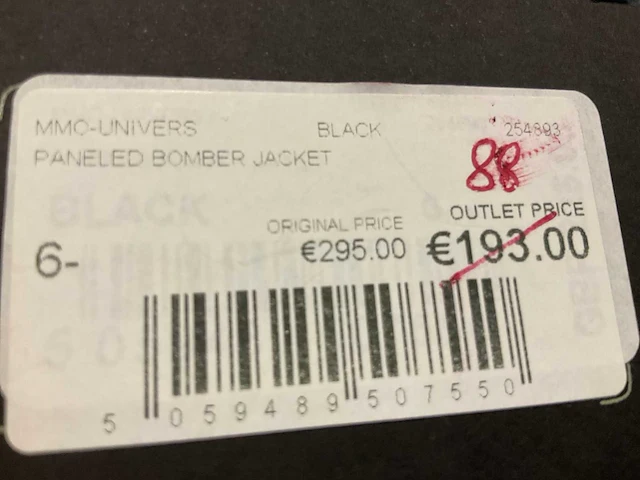 MMO-UNIVERS BLACK 254893
PANELED BOMBER JACKET
88
ORIGINAL PRICE OUTLET PRICE
6- €295.00 €193.00
5 059489 507550